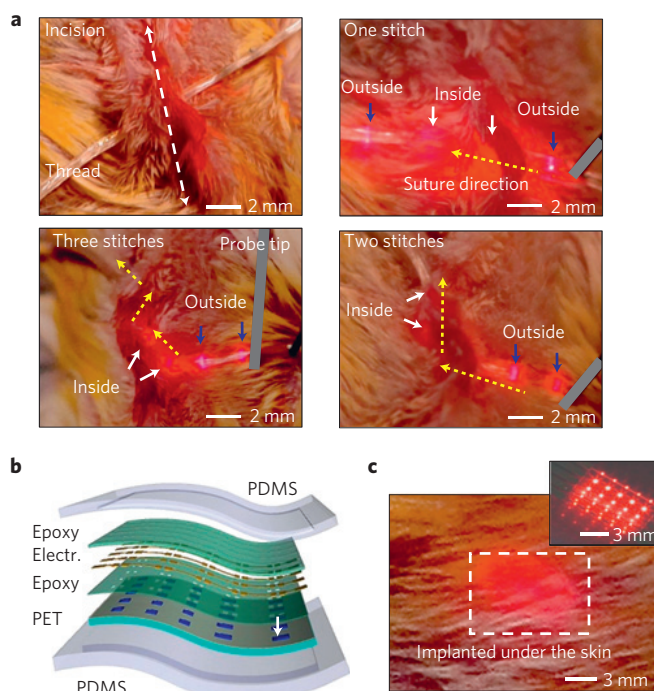 a
Incision
Thread
2 mm
One stitch
Outside
Inside
Outside
Suture direction
2 mm
Three stitches
Probe tip
Outside
Inside
2 mm
Two stitches
Inside
Outside
2 mm
b
PDMS
Epoxy
Electr.
Epoxy
PET
PDMS
c
3 mm
Implanted under the skin
3 mm